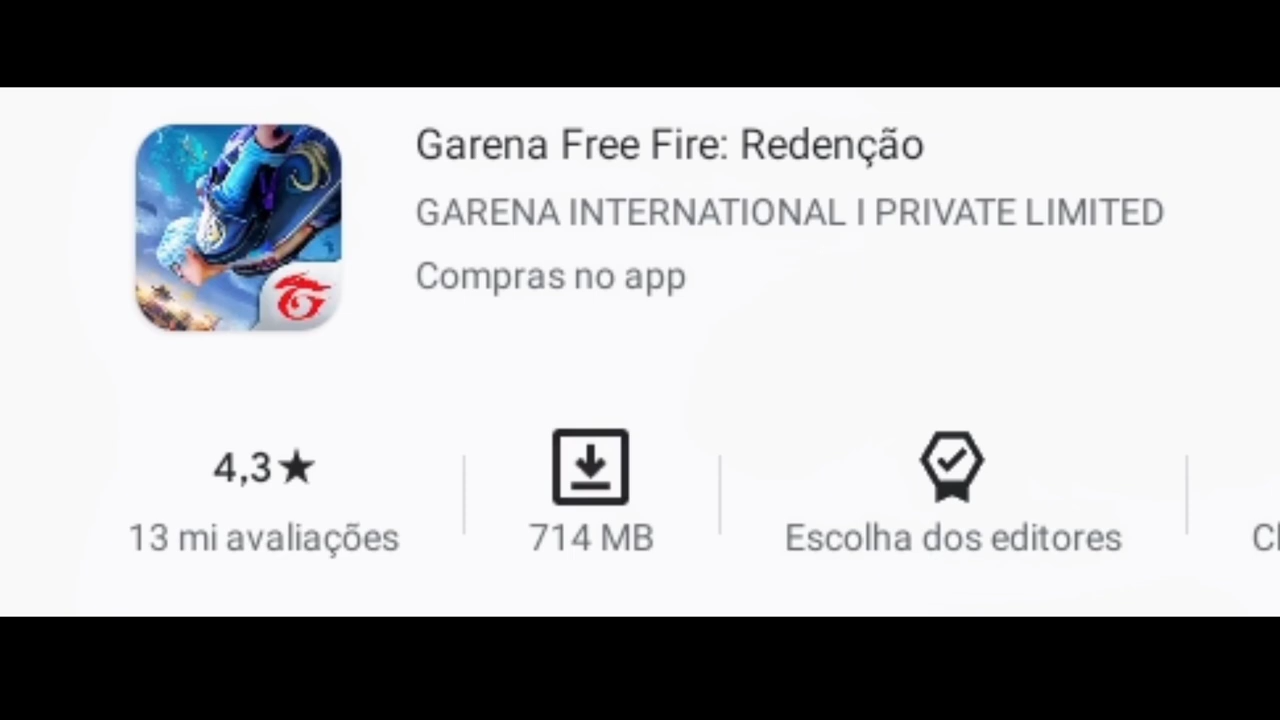 Garena Free Fire: Redenção
GARENA INTERNATIONAL I PRIVATE LIMITED
Compras no app
4,3★
13 mi avaliações
714 MB
Escolha dos editores